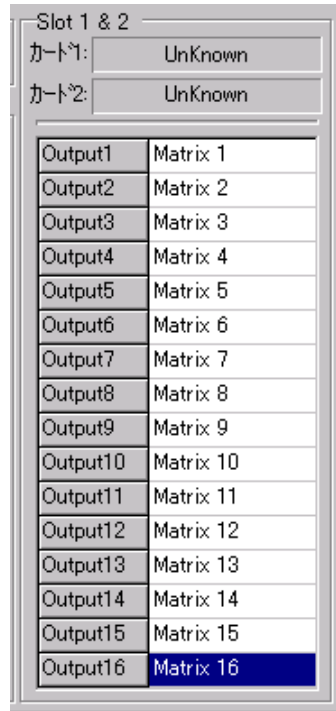 Slot 1 & 2
ｶｰﾄﾞ1: UnKnown
ｶｰﾄﾞ2: UnKnown
Output1 Matrix 1
Output2 Matrix 2
Output3 Matrix 3
Output4 Matrix 4
Output5 Matrix 5
Output6 Matrix 6
Output7 Matrix 7
Output8 Matrix 8
Output9 Matrix 9
Output10 Matrix 10
Output11 Matrix 11
Output12 Matrix 12
Output13 Matrix 13
Output14 Matrix 14
Output15 Matrix 15
Output16 Matrix 16